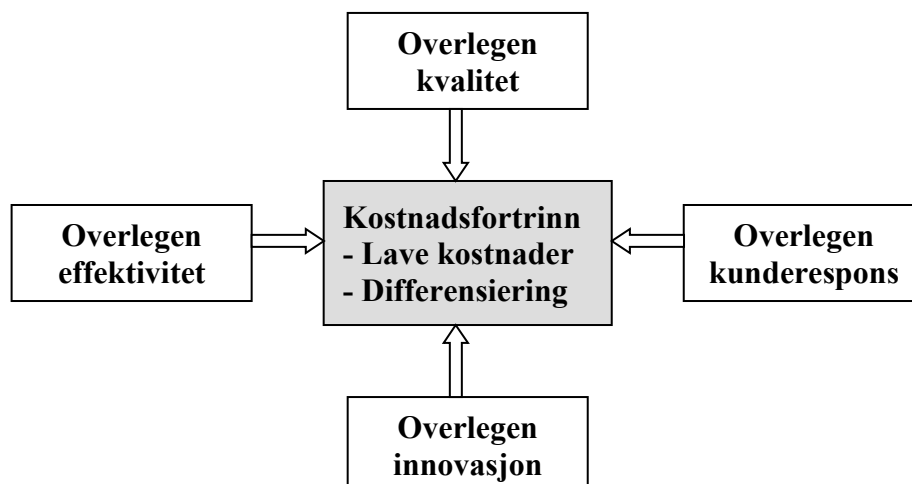 Overlegen
kvalitet
Overlegen
effektivitet
Kostnadsfortrinn
- Lave kostnader
- Differensiering
Overlegen
kunderespons
Overlegen
innovasjon